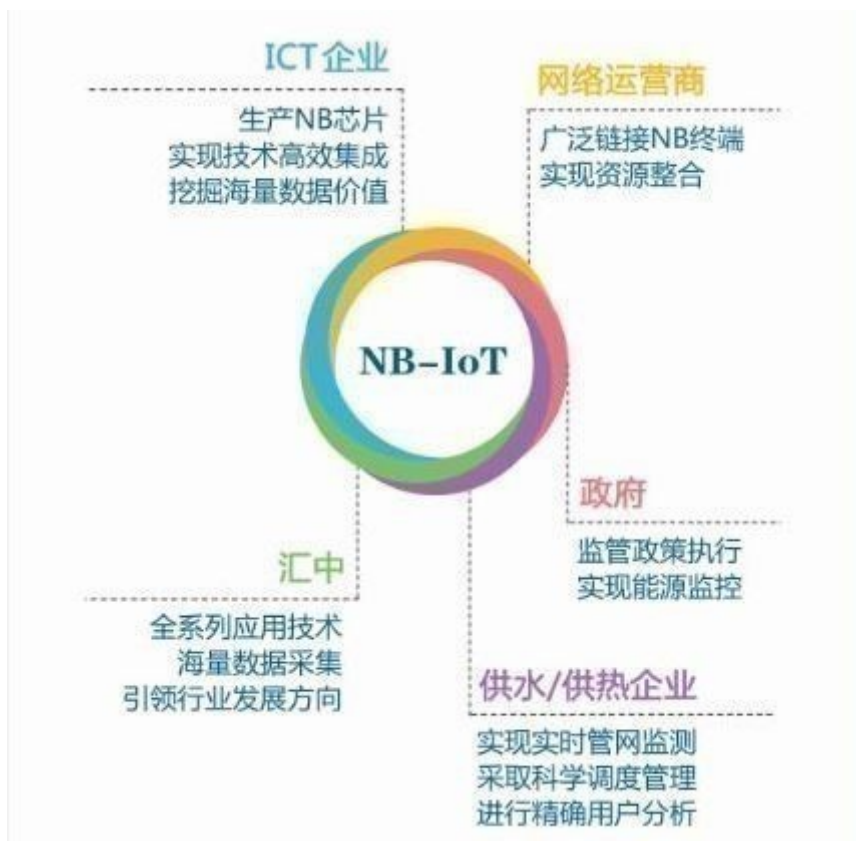 ICT企业
生产NB芯片
实现技术高效集成
挖掘海量数据价值
网络运营商
广泛链接NB终端
实现资源整合
NB-IoT
政府
监管政策执行
实现能源监控
汇中
全系列应用技术
海量数据采集
引领行业发展方向
供水/供热企业
实现实时管网监测
采取科学调度管理
进行精确用户分析